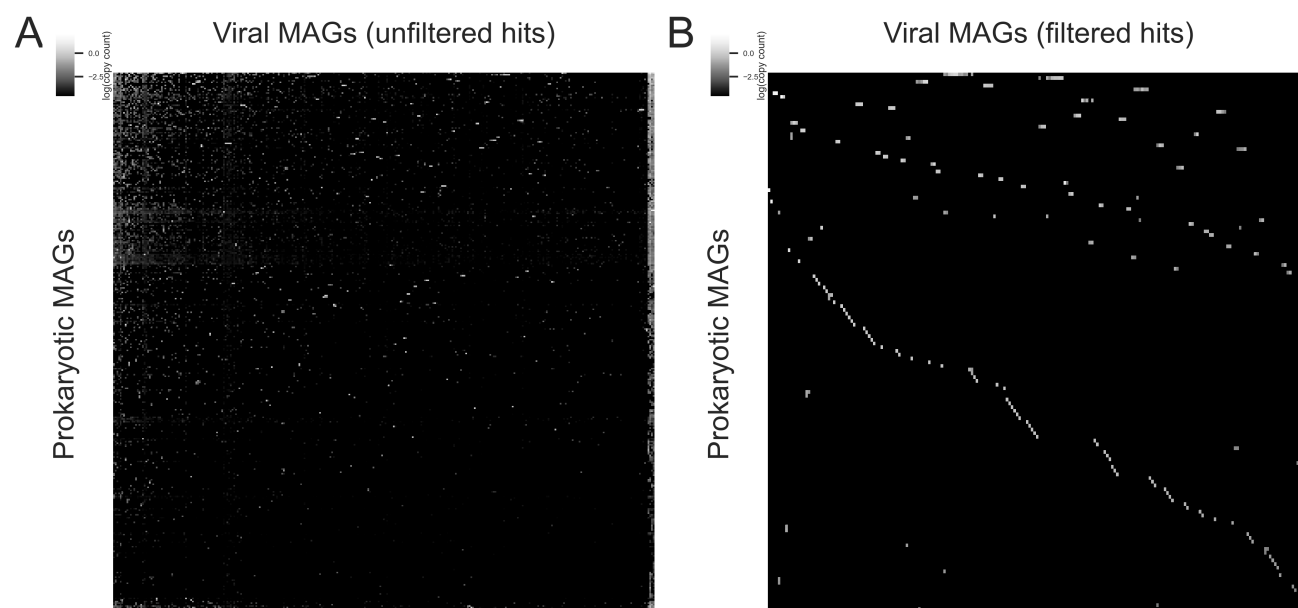 A
Viral MAGs (unfiltered hits)
0.0
−2.5
log(copy count)
Prokaryotic MAGs
B
Viral MAGs (filtered hits)
0.0
−2.5
log(copy count)
Prokaryotic MAGs